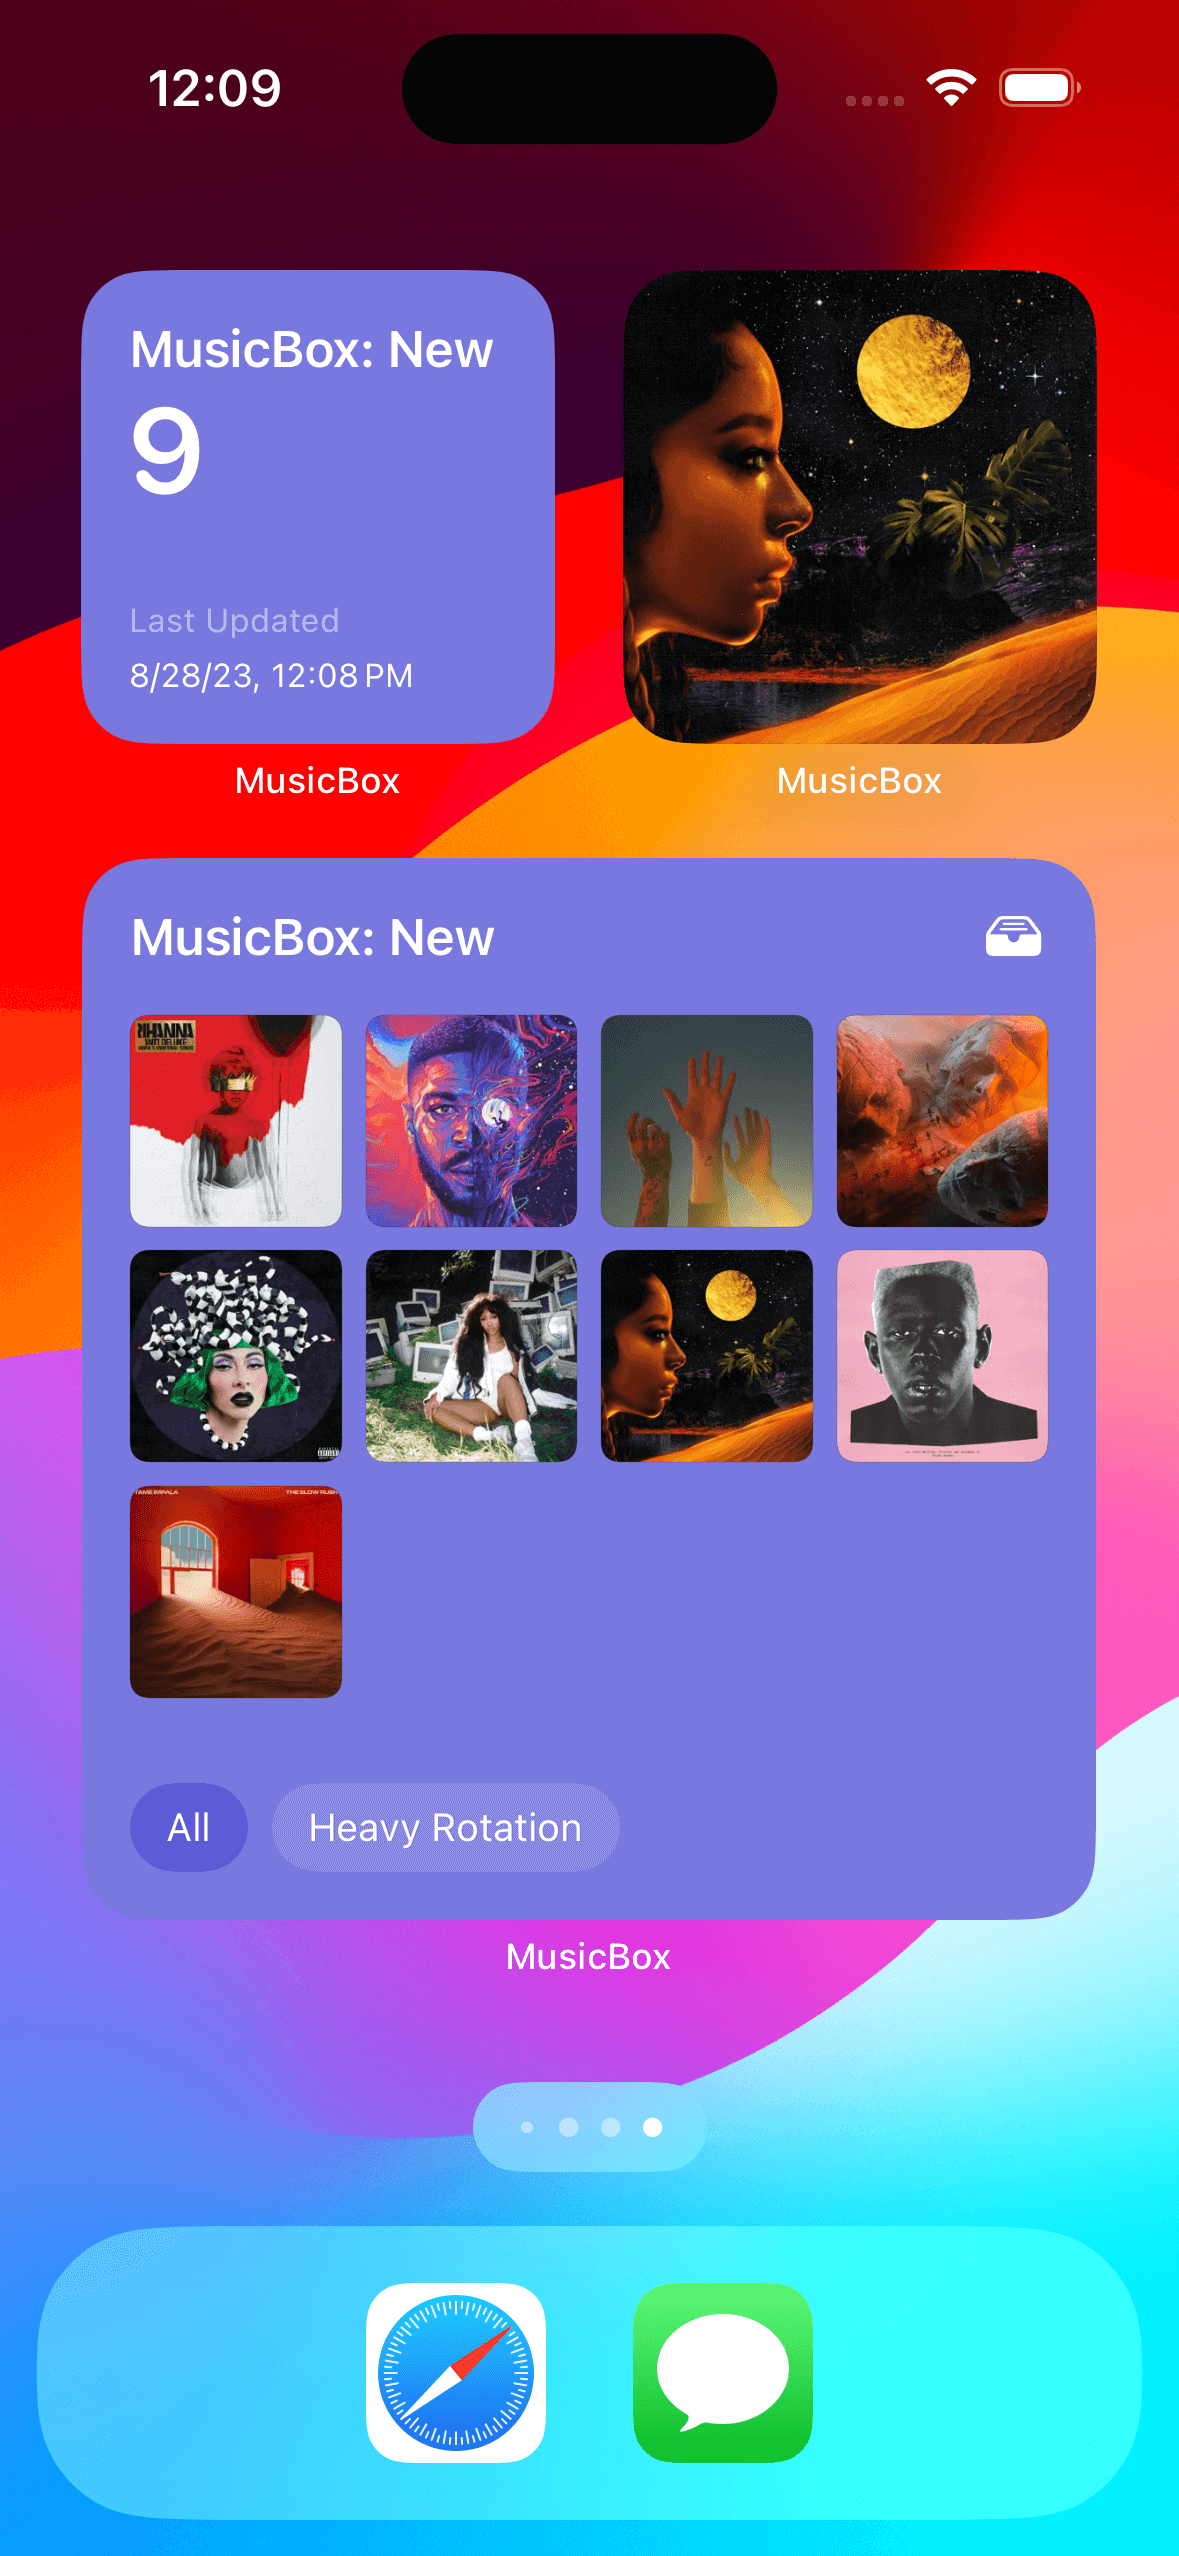 12:09
MusicBox: New
9
Last Updated
8/28/23, 12:08 PM
MusicBox
MusicBox
MusicBox: New
RIHANNA
ANTI DELUXE
TAME IMPALA
THE SLOW RUSH
All
Heavy Rotation
MusicBox